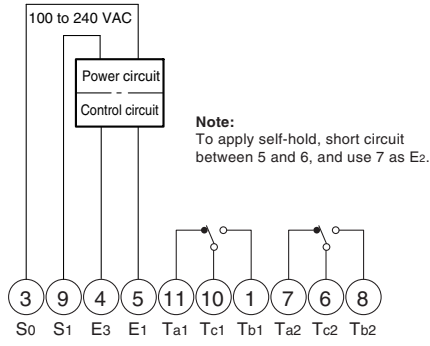 100 to 240 VAC
Power circuit
Control circuit
Note:
To apply self-hold, short circuit
between 5 and 6, and use 7 as E2.
3 9 4 5 11 10 1 7 6 8
S0 S1 E3 E1 Ta1 Tc1 Tb1 Ta2 Tc2 Tb2